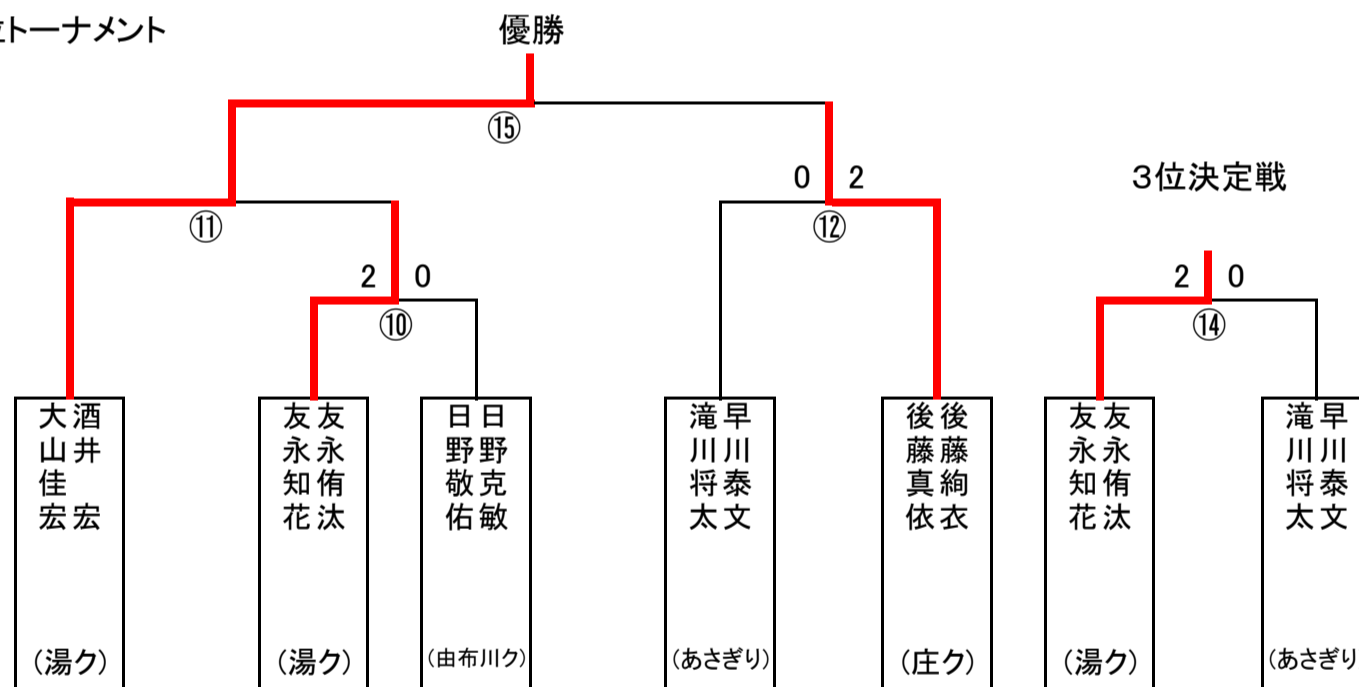 位トーナメント
優勝
⑮
⑪
0 2
⑫
3位決定戦
2 0
⑩
2 0
⑭
酒井 宏
大山佳宏
(湯ク)
友永侑汰
友永知花
(湯ク)
日野克敏
日野敬佑
(由布川ク)
早川泰文
滝川将太
(あさぎり)
後藤絢衣
後藤真依
(庄ク)
友永侑汰
友永知花
(湯ク)
早川泰文
滝川将太
(あさぎり